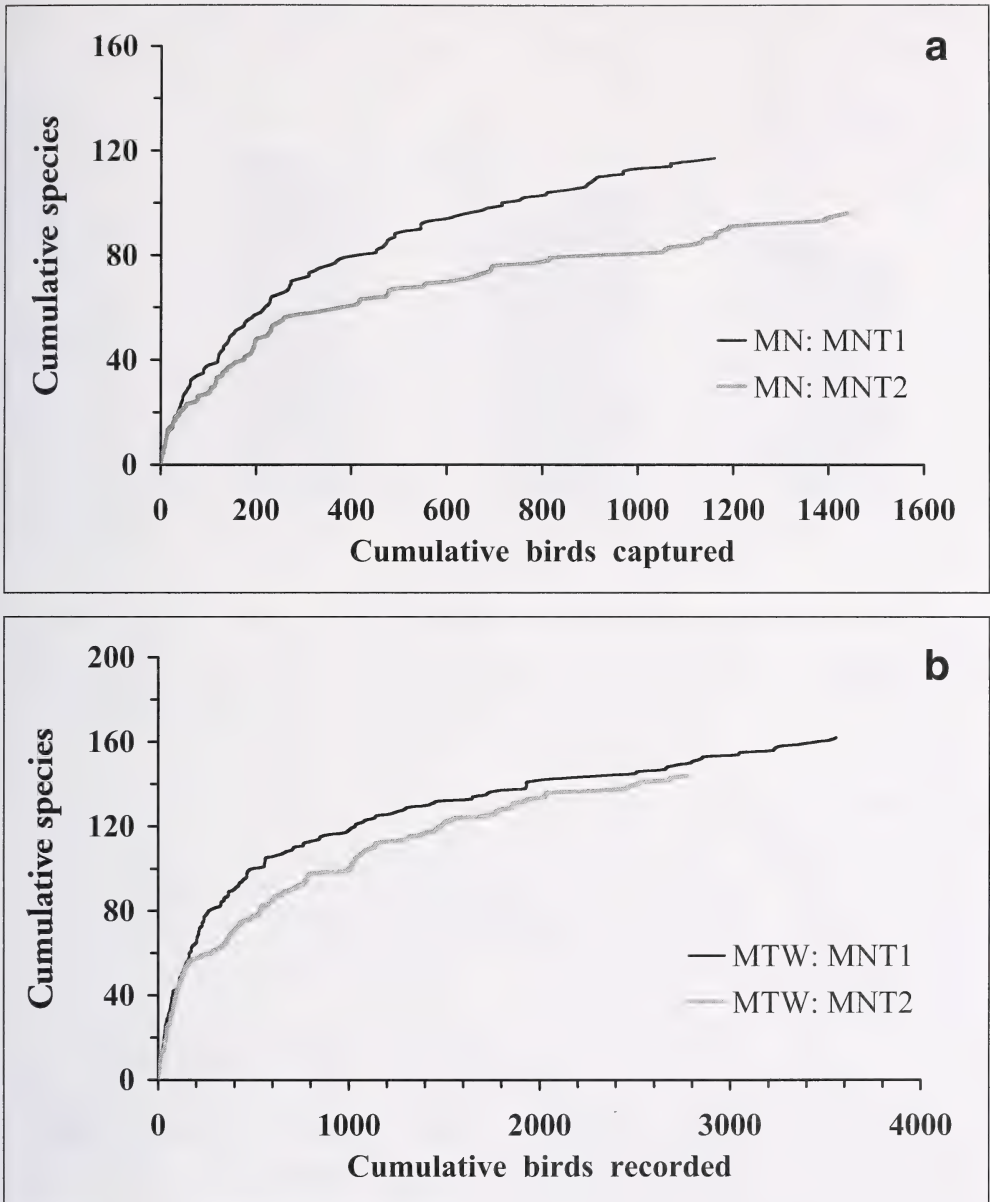 a
160
120
80
40
0
Cumulative species
MN: MNT1
MN: MNT2
0 200 400 600 800 1000 1200 1400 1600
Cumulative birds captured
b
200
160
120
80
40
0
Cumulative species
MTW: MNT1
MTW: MNT2
0 1000 2000 3000 4000
Cumulative birds recorded